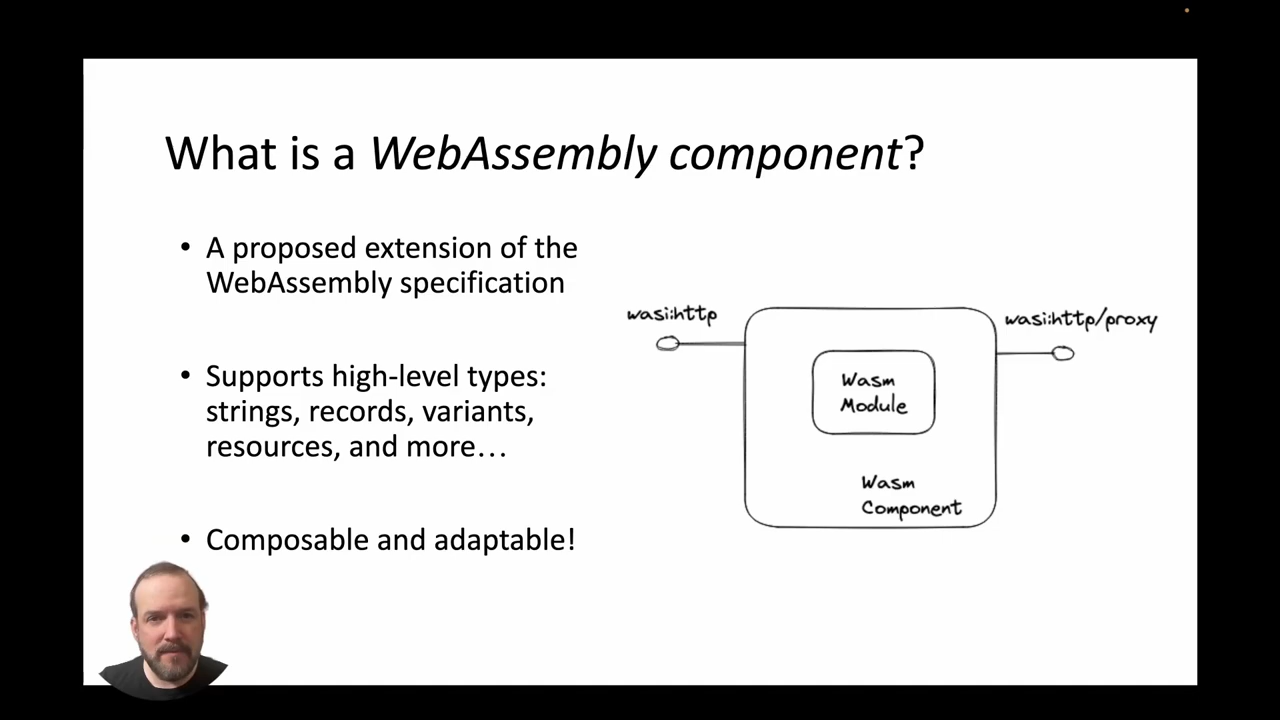 What is a WebAssembly component?
• A proposed extension of the
WebAssembly specification
• Supports high-level types:
strings, records, variants,
resources, and more…
• Composable and adaptable!
wasi:http
wasi:http/proxy
Wasm
Module
Wasm
Component